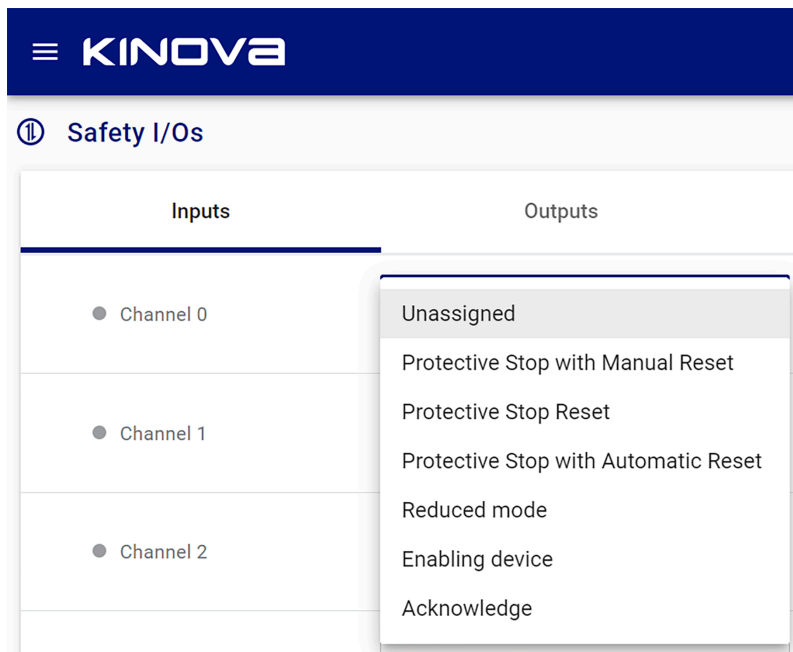 KINOVA
Safety I/Os
Inputs
Outputs
Channel 0
Unassigned
Protective Stop with Manual Reset
Protective Stop Reset
Channel 1
Protective Stop with Automatic Reset
Reduced mode
Channel 2
Enabling device
Acknowledge